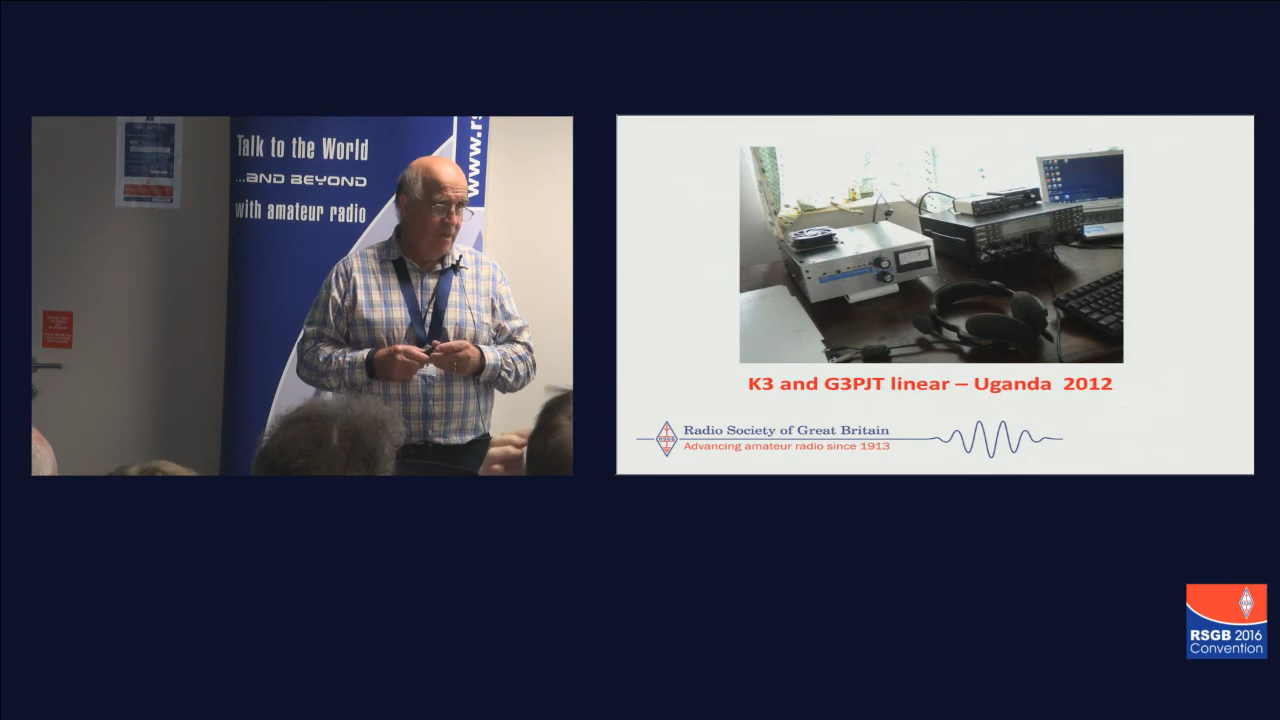 Talk to the World
...AND BEYOND
with amateur radio
www.rs
K3 and G3PJT linear – Uganda 2012
RSGB
Radio Society of Great Britain
Advancing amateur radio since 1913
RSGB 2016
Convention